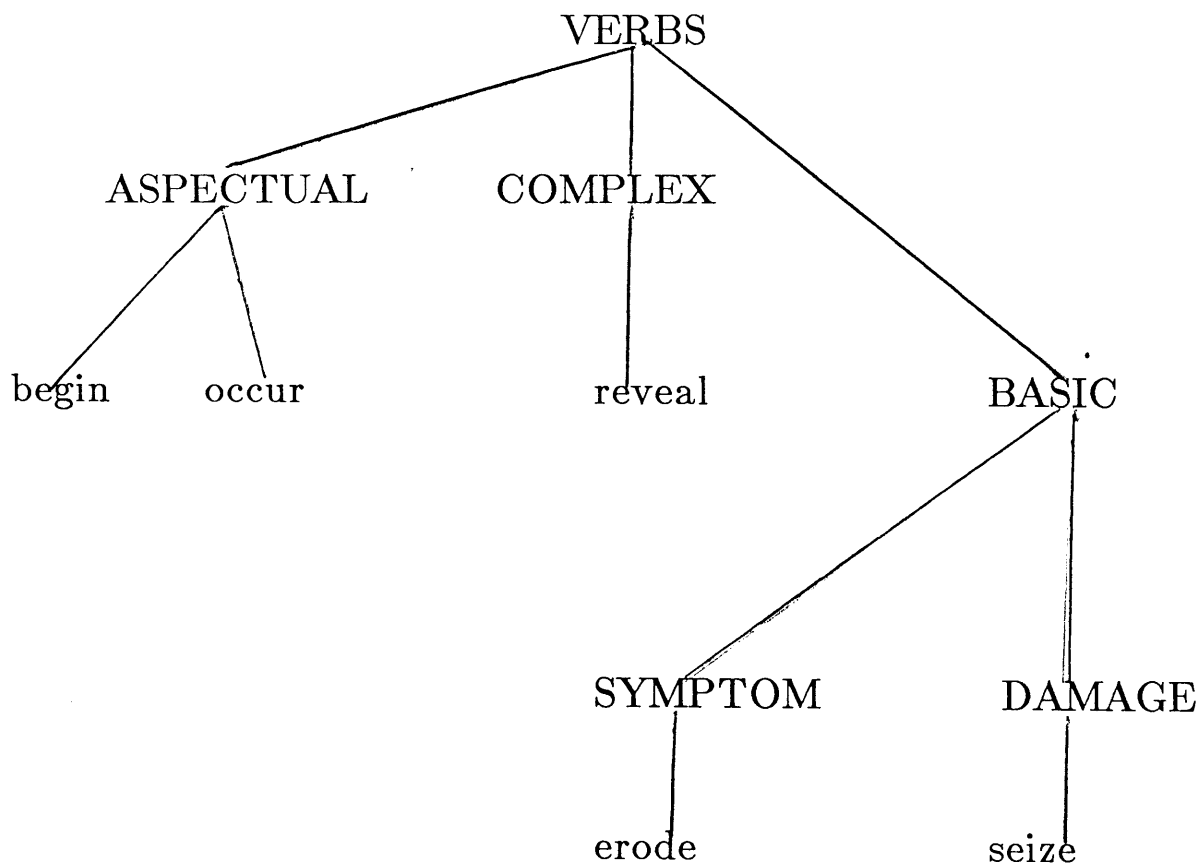 VERBS
ASPECTUAL COMPLEX
begin occur reveal BASIC
SYMPTOM DAMAGE
erode seize